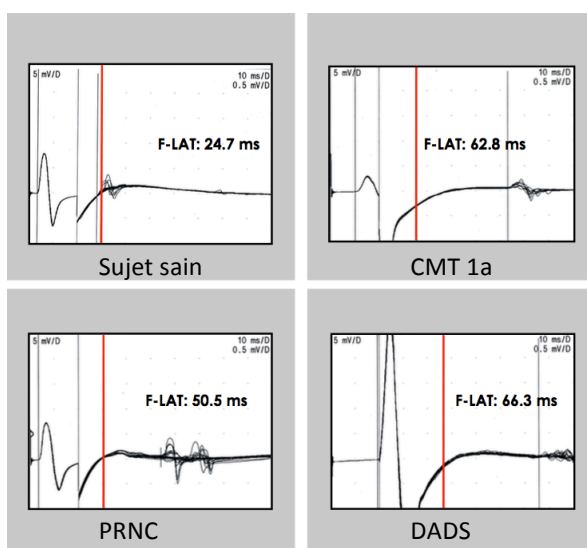 5 mV/D
10 ms/D
0.5 mV/D
F-LAT: 24.7 ms
Sujet sain
5 mV/D
10 ms/D
0.5 mV/D
F-LAT: 62.8 ms
CMT 1a
5 mV/D
10 ms/D
0.5 mV/D
F-LAT: 50.5 ms
PRNC
5 mV/D
10 ms/D
0.5 mV/D
F-LAT: 66.3 ms
DADS